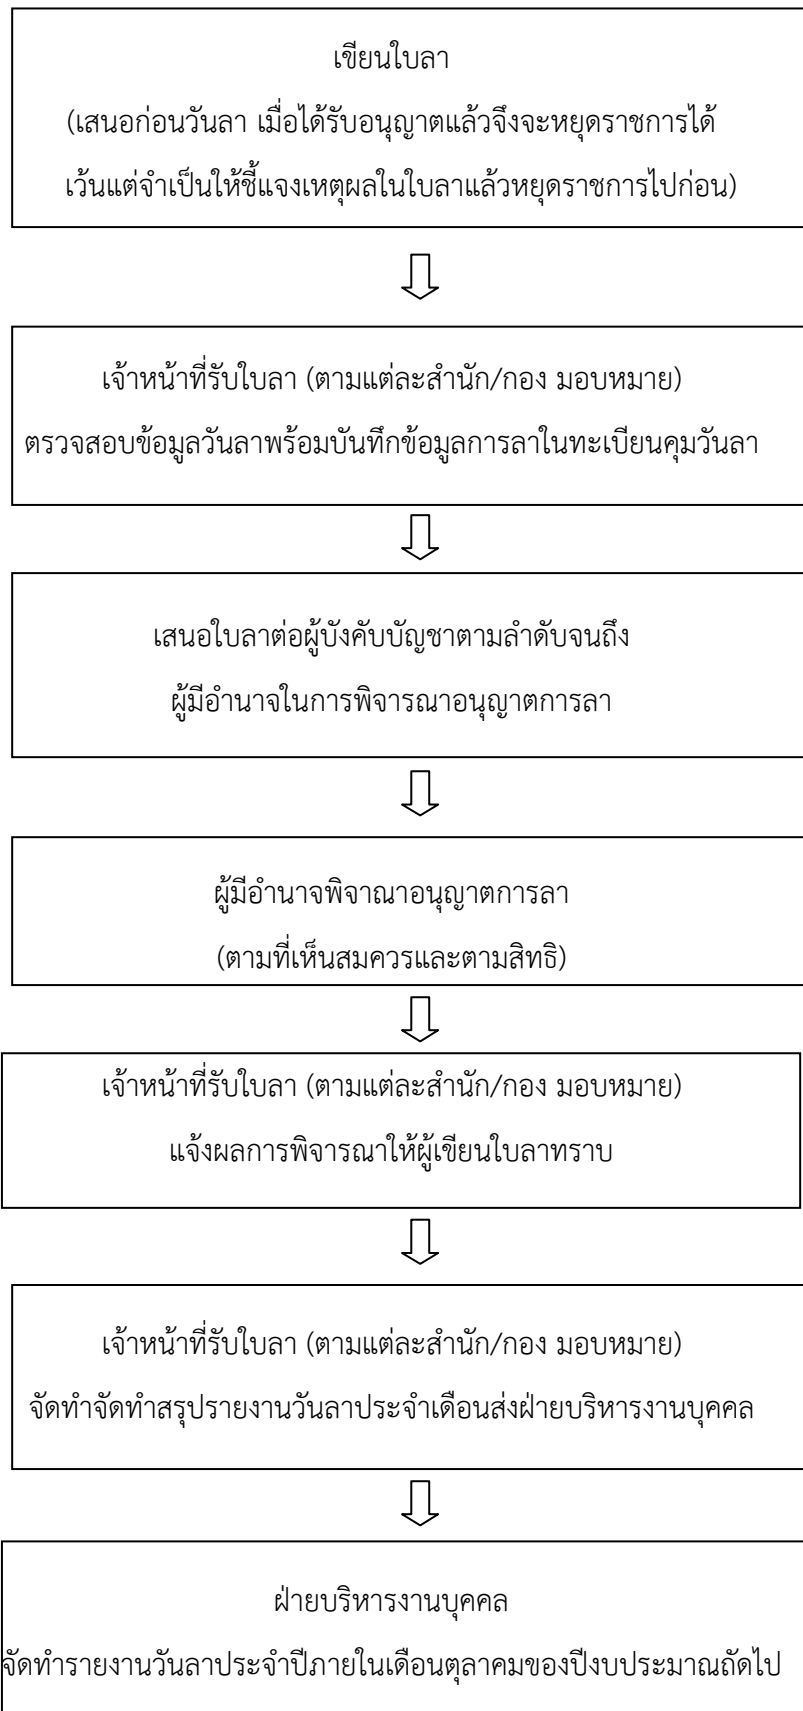 เขียนใบลา
(เสนอก่อนวันลา เมื่อได้รับอนุญาตแล้วจึงจะหยุดราชการได้
เว้นแต่จำเป็นให้ชี้แจงเหตุผลในใบลาแล้วหยุดราชการไปก่อน)
เจ้าหน้าที่รับใบลา (ตามแต่ละสำนัก/กอง มอบหมาย)
ตรวจสอบข้อมูลวันลาพร้อมบันทึกข้อมูลการลาในทะเบียนคุมวันลา
เสนอใบลาต่อผู้บังคับบัญชาตามลำดับจนถึง
ผู้มีอำนาจในการพิจารณาอนุญาตการลา
ผู้มีอำนาจพิจาณาอนุญาตการลา
(ตามที่เห็นสมควรและตามสิทธิ)
เจ้าหน้าที่รับใบลา (ตามแต่ละสำนัก/กอง มอบหมาย)
แจ้งผลการพิจารณาให้ผู้เขียนใบลาทราบ
เจ้าหน้าที่รับใบลา (ตามแต่ละสำนัก/กอง มอบหมาย)
จัดทำจัดทำสรุปรายงานวันลาประจำเดือนส่งฝ่ายบริหารงานบุคคล
ฝ่ายบริหารงานบุคคล
จัดทำรายงานวันลาประจำปีภายในเดือนตุลาคมของปีงบประมาณถัดไป